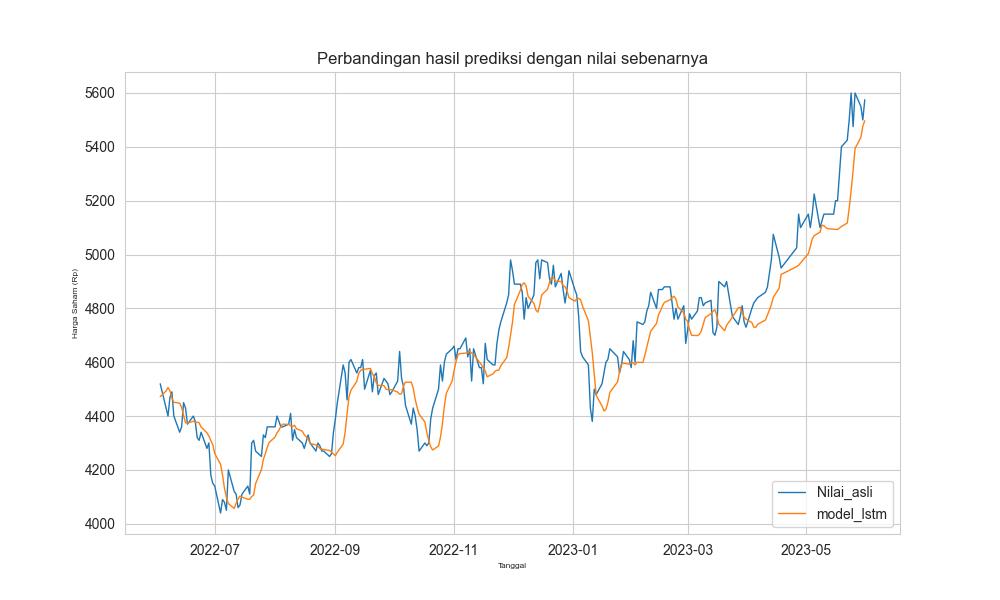 Perbandingan hasil prediksi dengan nilai sebenarnya
Harga Saham (Rp)
5600
5400
5200
5000
4800
4600
4400
4200
4000
Nilai_asli
model_lstm
2022-07 2022-09 2022-11 2023-01 2023-03 2023-05
Tanggal